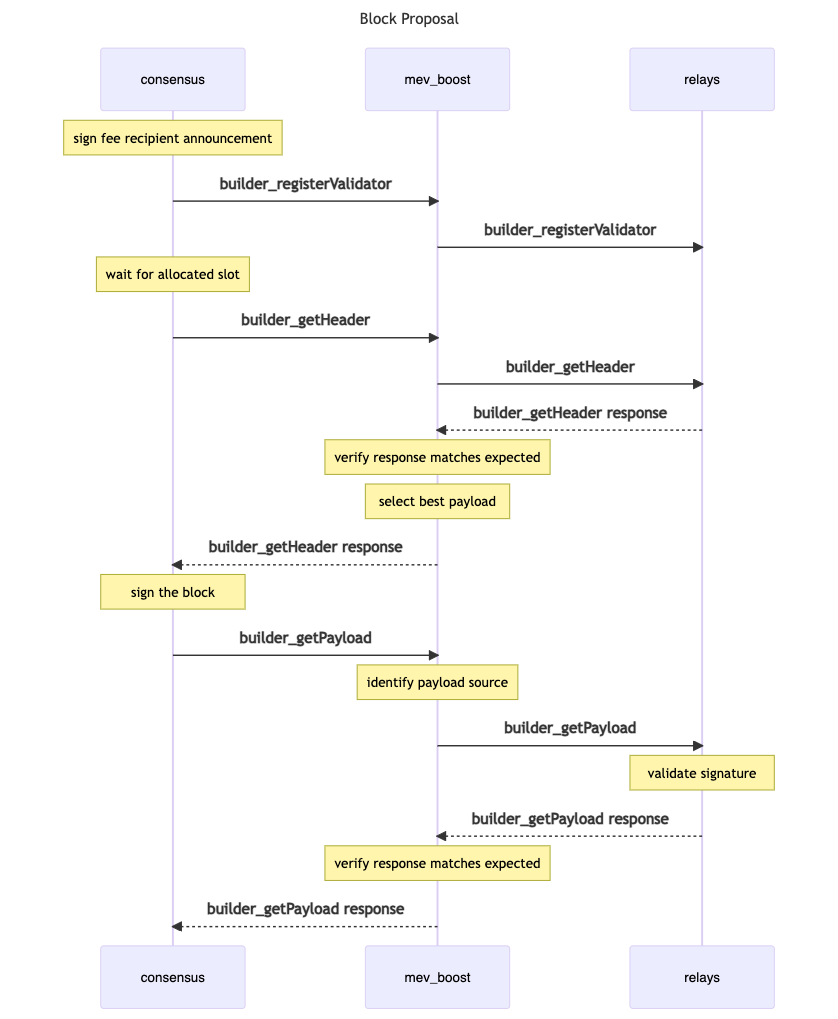 Block Proposal
consensus
mev_boost
relays
sign fee recipient announcement
builder_registerValidator
builder_registerValidator
wait for allocated slot
builder_getHeader
builder_getHeader
builder_getHeader response
verify response matches expected
select best payload
builder_getHeader response
sign the block
builder_getPayload
identify payload source
builder_getPayload
validate signature
builder_getPayload response
verify response matches expected
builder_getPayload response
consensus
mev_boost
relays